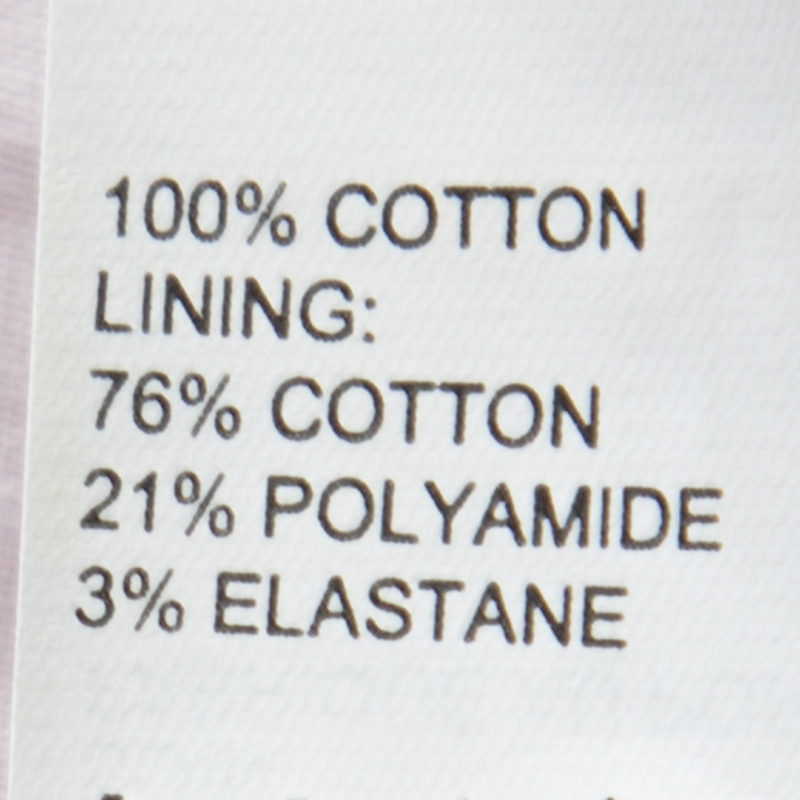 100% COTTON
LINING:
76% COTTON
21% POLYAMIDE
3% ELASTANE